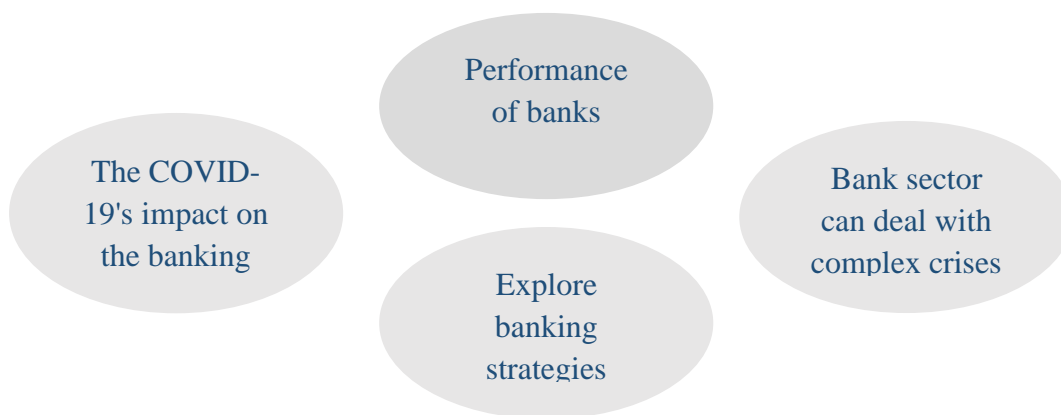 The COVID-
19's impact on
the banking
Performance
of banks
Explore
banking
strategies
Bank sector
can deal with
complex crises